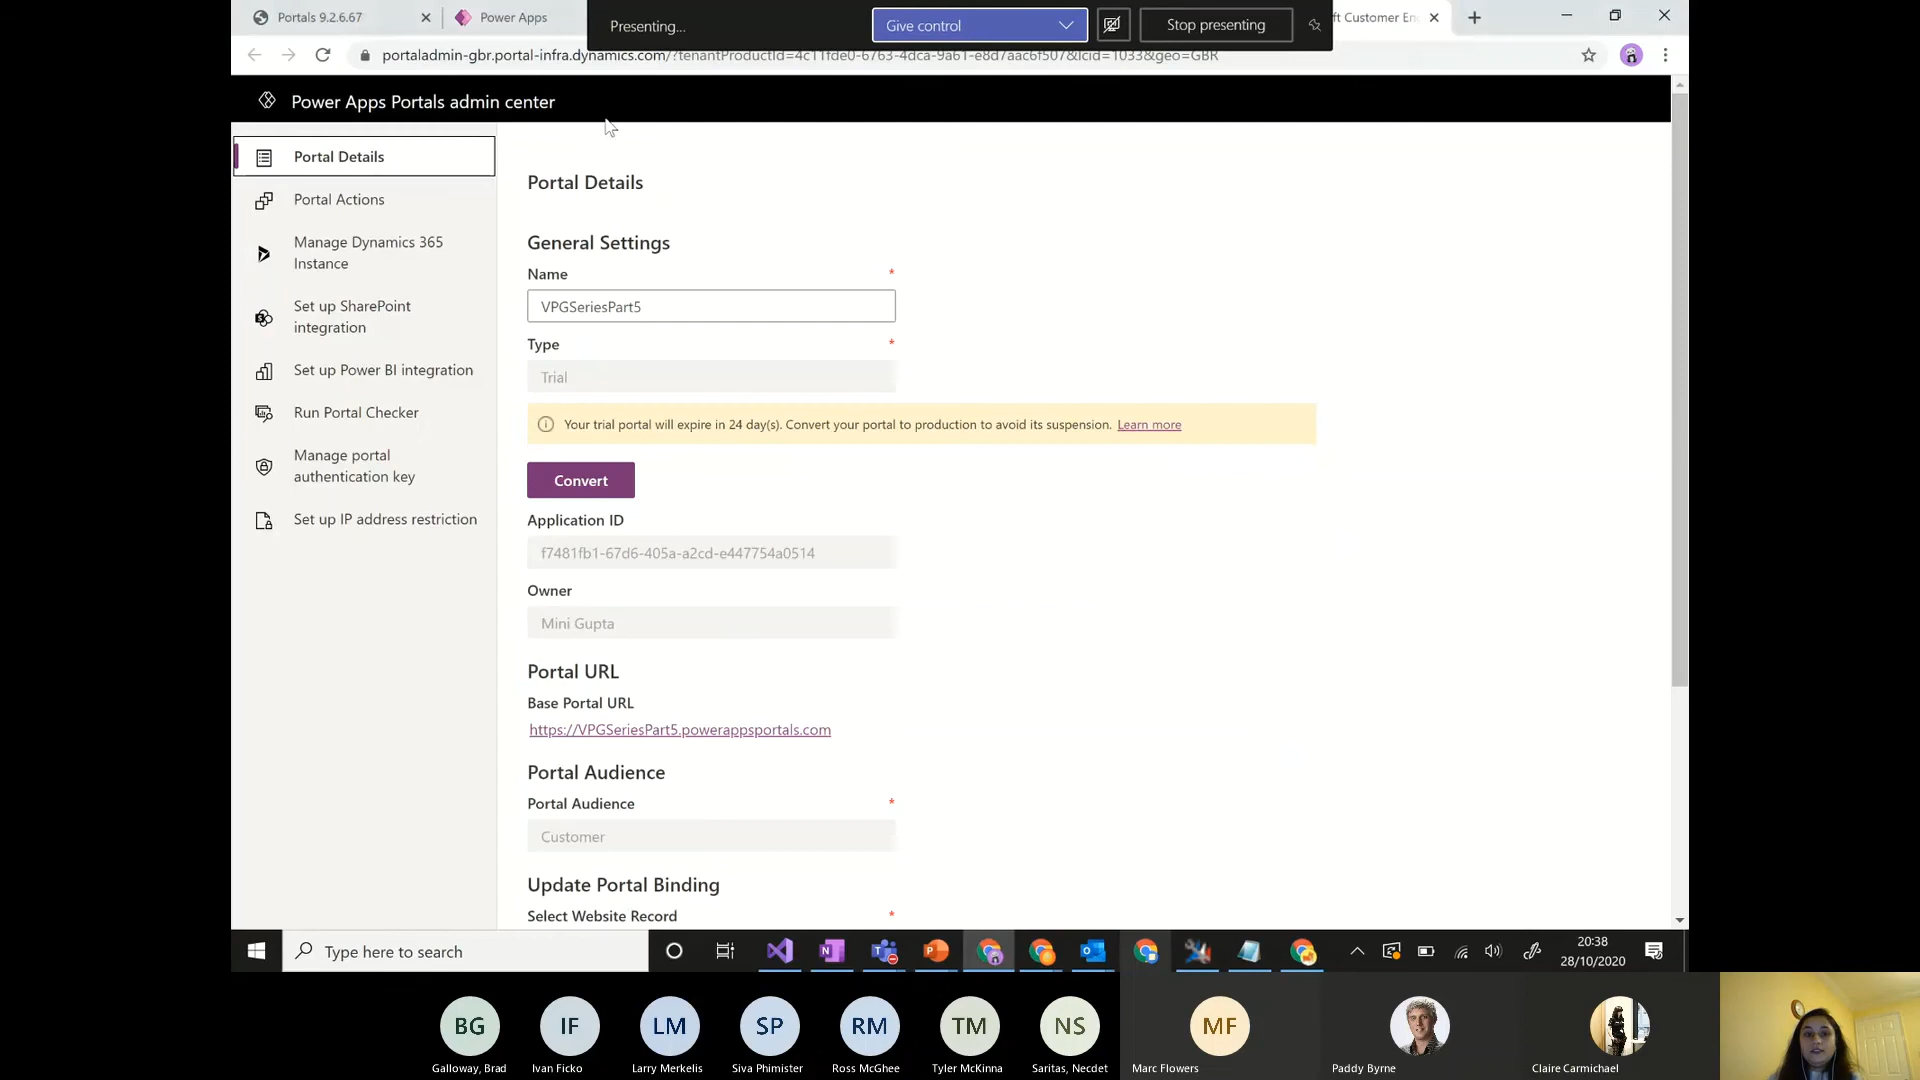 Portals 9.2.6.67
Power Apps
Presenting...
Give control
Stop presenting
ft Customer En
portaladmin-gbr.portal-infra.dynamics.com/?tenantProductId=4c11fde0-6763-4dca-9a61-e8d7aac6f507&lcid=1033&geo=GBR
Power Apps Portals admin center
Portal Details
Portal Actions
Manage Dynamics 365
Instance
Set up SharePoint
integration
Set up Power BI integration
Run Portal Checker
Manage portal
authentication key
Set up IP address restriction
Portal Details
General Settings
Name *
VPGSeriesPart5
Type *
Trial
Your trial portal will expire in 24 day(s). Convert your portal to production to avoid its suspension. Learn more
Convert
Application ID
f7481fb1-67d6-405a-a2cd-e447754a0514
Owner
Mini Gupta
Portal URL
Base Portal URL
https://VPGSeriesPart5.powerappsportals.com
Portal Audience
Portal Audience *
Customer
Update Portal Binding
Select Website Record *
Type here to search
20:38
28/10/2020
BG
IF
LM
SP
RM
TM
NS
MF
Galloway, Brad
Ivan Ficko
Larry Merkelis
Siva Phimister
Ross McGhee
Tyler McKinna
Saritas, Necdet
Marc Flowers
Paddy Byrne
Claire Carmichael